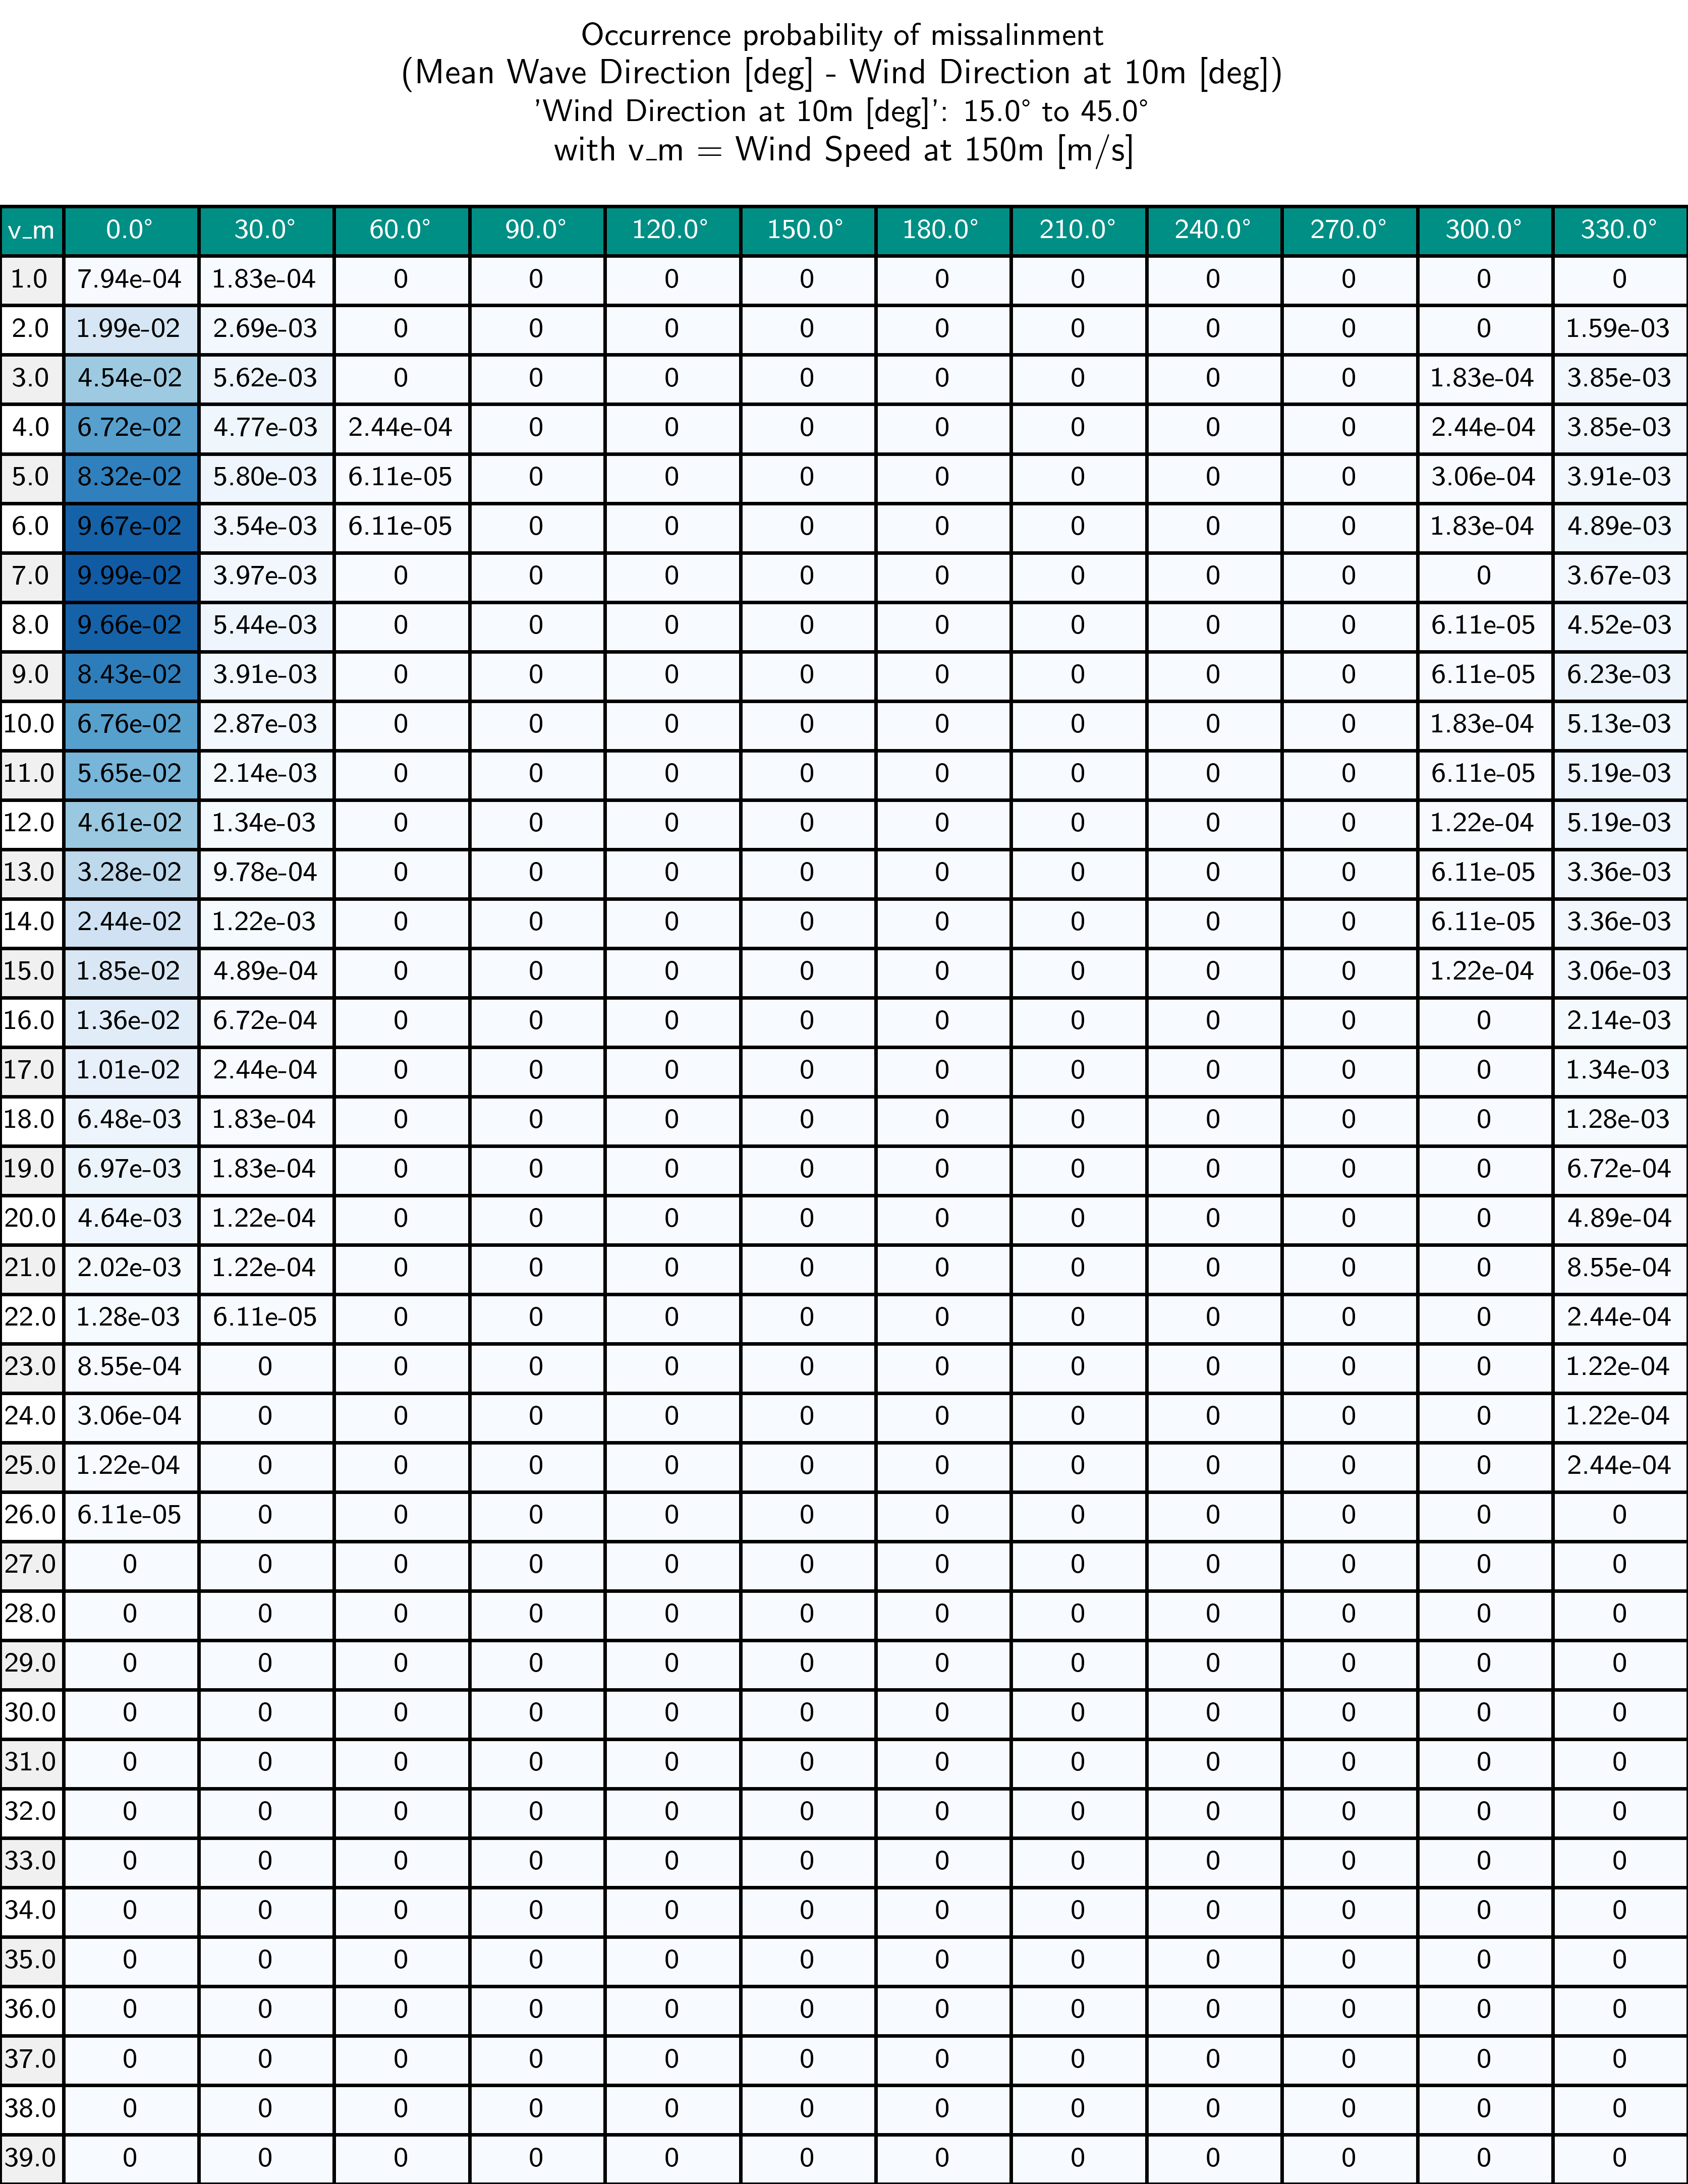 Occurrence probability of missalinment
(Mean Wave Direction [deg] - Wind Direction at 10m [deg])
'Wind Direction at 10m [deg]': 15.0° to 45.0°
with v_m = Wind Speed at 150m [m/s]
v_m 0.0° 30.0° 60.0° 90.0° 120.0° 150.0° 180.0° 210.0° 240.0° 270.0° 300.0° 330.0°
1.0 7.94e-04 1.83e-04 0 0 0 0 0 0 0 0 0 0
2.0 1.99e-02 2.69e-03 0 0 0 0 0 0 0 0 0 1.59e-03
3.0 4.54e-02 5.62e-03 0 0 0 0 0 0 0 0 1.83e-04 3.85e-03
4.0 6.72e-02 4.77e-03 2.44e-04 0 0 0 0 0 0 0 2.44e-04 3.85e-03
5.0 8.32e-02 5.80e-03 6.11e-05 0 0 0 0 0 0 0 3.06e-04 3.91e-03
6.0 9.67e-02 3.54e-03 6.11e-05 0 0 0 0 0 0 0 1.83e-04 4.89e-03
7.0 9.99e-02 3.97e-03 0 0 0 0 0 0 0 0 0 3.67e-03
8.0 9.66e-02 5.44e-03 0 0 0 0 0 0 0 0 6.11e-05 4.52e-03
9.0 8.43e-02 3.91e-03 0 0 0 0 0 0 0 0 6.11e-05 6.23e-03
10.0 6.76e-02 2.87e-03 0 0 0 0 0 0 0 0 1.83e-04 5.13e-03
11.0 5.65e-02 2.14e-03 0 0 0 0 0 0 0 0 6.11e-05 5.19e-03
12.0 4.61e-02 1.34e-03 0 0 0 0 0 0 0 0 1.22e-04 5.19e-03
13.0 3.28e-02 9.78e-04 0 0 0 0 0 0 0 0 6.11e-05 3.36e-03
14.0 2.44e-02 1.22e-03 0 0 0 0 0 0 0 0 6.11e-05 3.36e-03
15.0 1.85e-02 4.89e-04 0 0 0 0 0 0 0 0 1.22e-04 3.06e-03
16.0 1.36e-02 6.72e-04 0 0 0 0 0 0 0 0 0 2.14e-03
17.0 1.01e-02 2.44e-04 0 0 0 0 0 0 0 0 0 1.34e-03
18.0 6.48e-03 1.83e-04 0 0 0 0 0 0 0 0 0 1.28e-03
19.0 6.97e-03 1.83e-04 0 0 0 0 0 0 0 0 0 6.72e-04
20.0 4.64e-03 1.22e-04 0 0 0 0 0 0 0 0 0 4.89e-04
21.0 2.02e-03 1.22e-04 0 0 0 0 0 0 0 0 0 8.55e-04
22.0 1.28e-03 6.11e-05 0 0 0 0 0 0 0 0 0 2.44e-04
23.0 8.55e-04 0 0 0 0 0 0 0 0 0 0 1.22e-04
24.0 3.06e-04 0 0 0 0 0 0 0 0 0 0 1.22e-04
25.0 1.22e-04 0 0 0 0 0 0 0 0 0 0 2.44e-04
26.0 6.11e-05 0 0 0 0 0 0 0 0 0 0 0
27.0 0 0 0 0 0 0 0 0 0 0 0 0
28.0 0 0 0 0 0 0 0 0 0 0 0 0
29.0 0 0 0 0 0 0 0 0 0 0 0 0
30.0 0 0 0 0 0 0 0 0 0 0 0 0
31.0 0 0 0 0 0 0 0 0 0 0 0 0
32.0 0 0 0 0 0 0 0 0 0 0 0 0
33.0 0 0 0 0 0 0 0 0 0 0 0 0
34.0 0 0 0 0 0 0 0 0 0 0 0 0
35.0 0 0 0 0 0 0 0 0 0 0 0 0
36.0 0 0 0 0 0 0 0 0 0 0 0 0
37.0 0 0 0 0 0 0 0 0 0 0 0 0
38.0 0 0 0 0 0 0 0 0 0 0 0 0
39.0 0 0 0 0 0 0 0 0 0 0 0 0